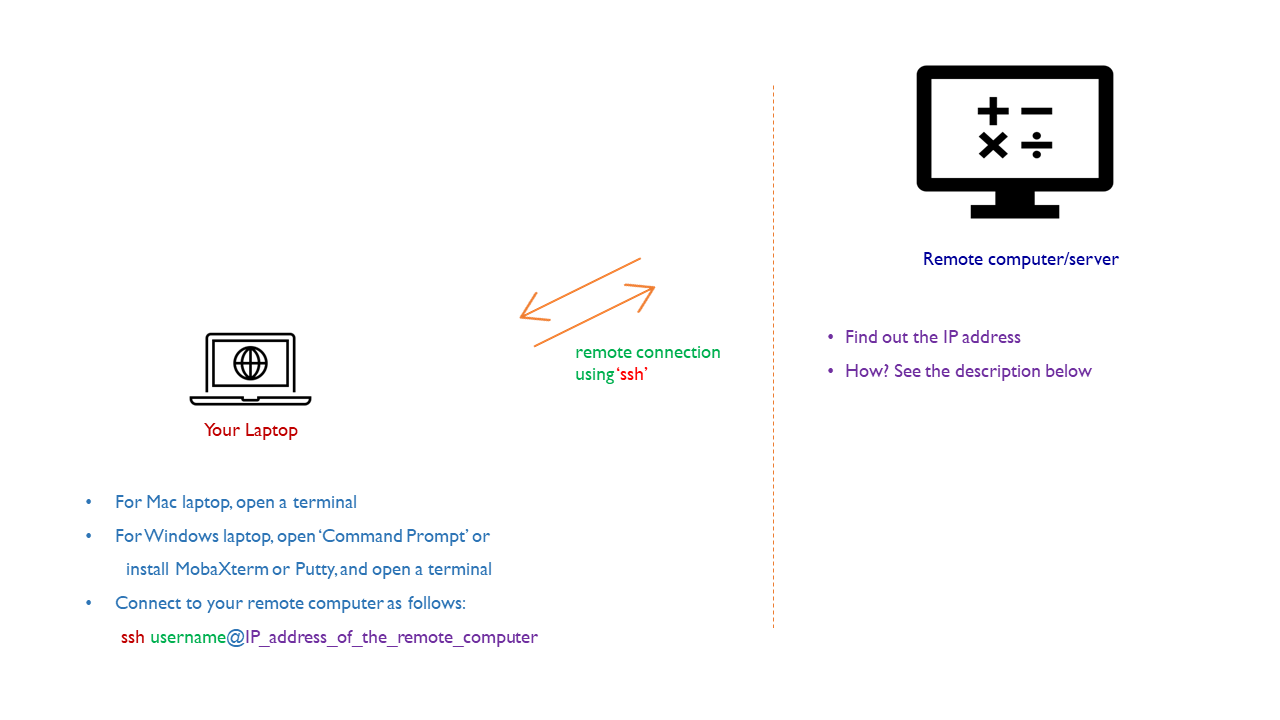 Remote computer/server
remote connection
using ‘ssh’
• Find out the IP address
• How? See the description below
Your Laptop
• For Mac laptop, open a terminal
• For Windows laptop, open ‘Command Prompt’ or
install MobaXterm or Putty, and open a terminal
• Connect to your remote computer as follows:
ssh username@IP_address_of_the_remote_computer